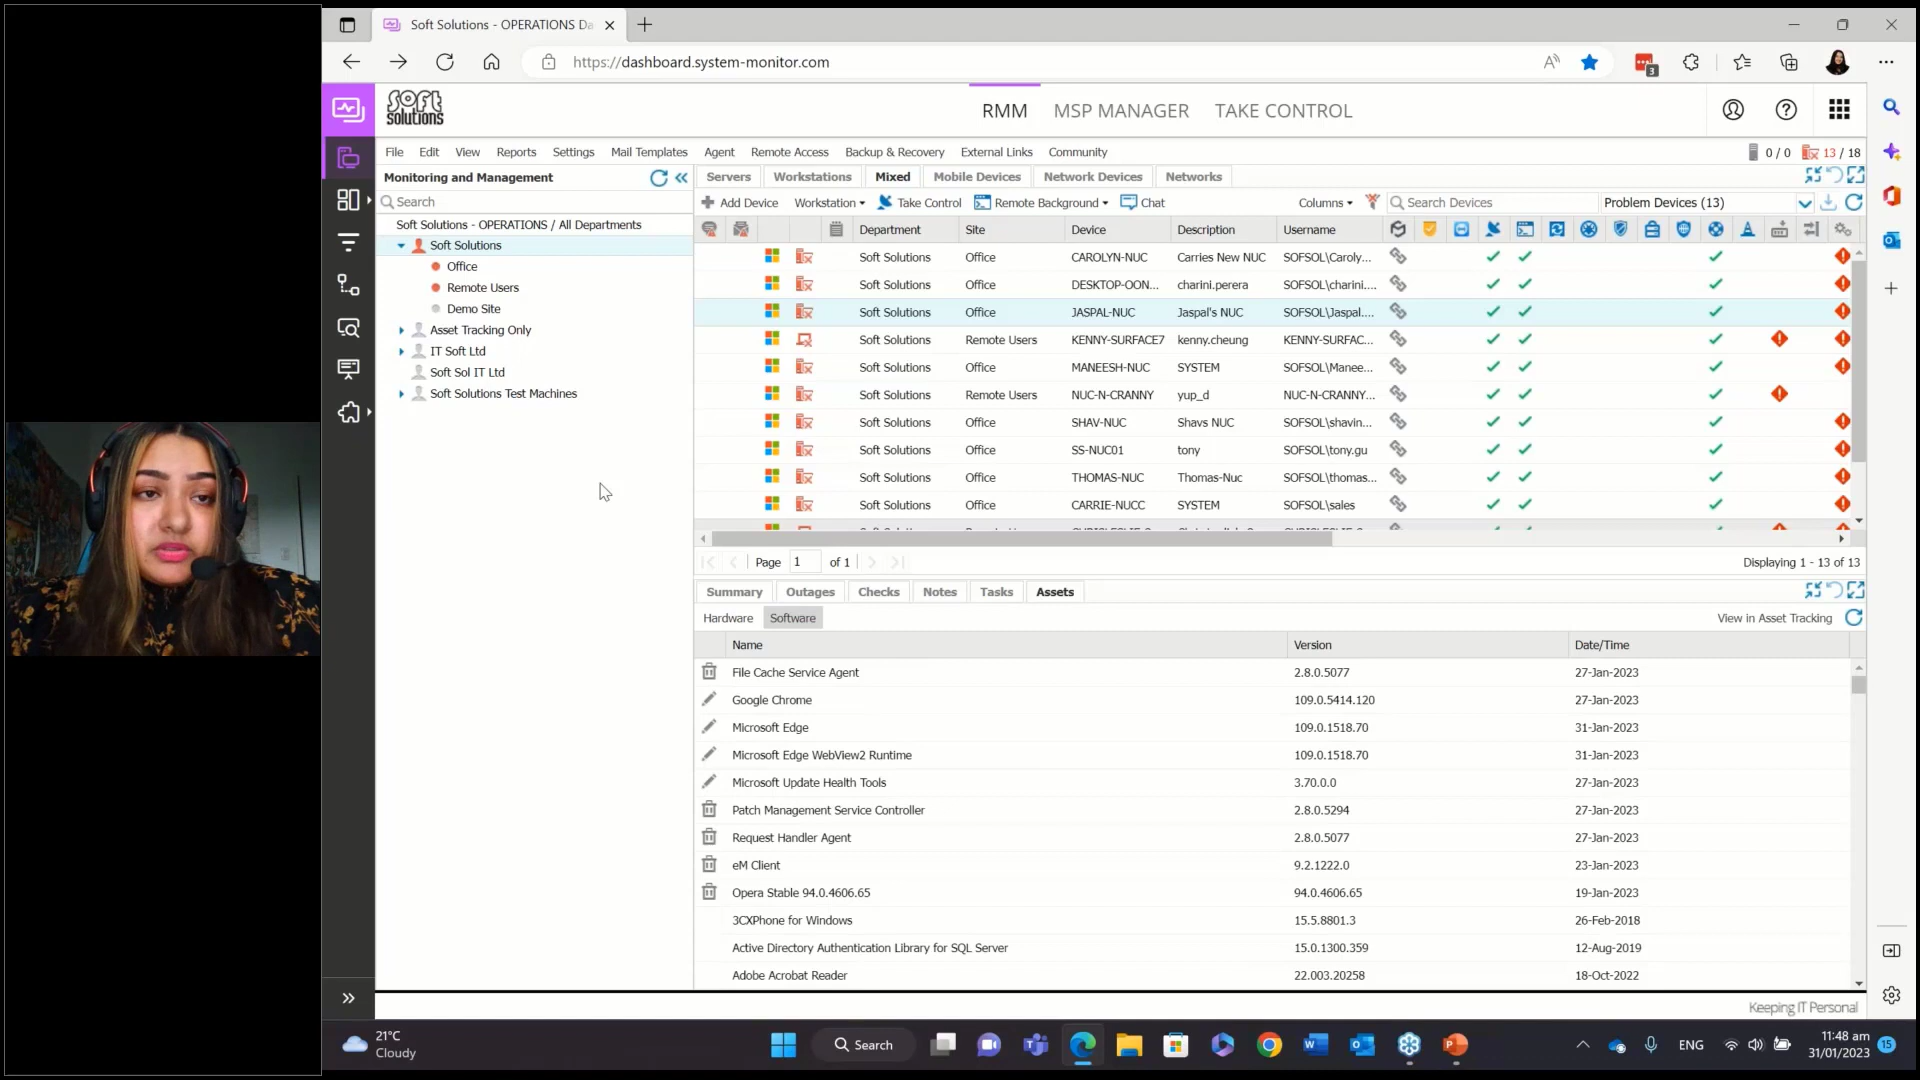 Soft Solutions - OPERATIONS Da
https://dashboard.system-monitor.com
3
soft solutions
RMM MSP MANAGER TAKE CONTROL
File Edit View Reports Settings Mail Templates Agent Remote Access Backup & Recovery External Links Community 0 / 0 13 / 18
Monitoring and Management
Search
Soft Solutions - OPERATIONS / All Departments
Soft Solutions
Office
Remote Users
Demo Site
Asset Tracking Only
IT Soft Ltd
Soft Sol IT Ltd
Soft Solutions Test Machines
Servers Workstations Mixed Mobile Devices Network Devices Networks
Add Device Workstation Take Control Remote Background Chat Columns Search Devices Problem Devices (13)
Department Site Device Description Username
Soft Solutions Office CAROLYN-NUC Carries New NUC SOFSOL\Caroly...
Soft Solutions Office DESKTOP-OON... charini.perera SOFSOL\charini....
Soft Solutions Office JASPAL-NUC Jaspal's NUC SOFSOL\Jaspal....
Soft Solutions Remote Users KENNY-SURFACE7 kenny.cheung KENNY-SURFAC...
Soft Solutions Office MANEESH-NUC SYSTEM SOFSOL\Manee...
Soft Solutions Remote Users NUC-N-CRANNY yup_d NUC-N-CRANNY...
Soft Solutions Office SHAV-NUC Shavs NUC SOFSOL\shavin...
Soft Solutions Office SS-NUC01 tony SOFSOL\tony.gu
Soft Solutions Office THOMAS-NUC Thomas-Nuc SOFSOL\thomas...
Soft Solutions Office CARRIE-NUCC SYSTEM SOFSOL\sales
Page 1 of 1 Displaying 1 - 13 of 13
Summary Outages Checks Notes Tasks Assets
Hardware Software View in Asset Tracking
Name Version Date/Time
File Cache Service Agent 2.8.0.5077 27-Jan-2023
Google Chrome 109.0.5414.120 27-Jan-2023
Microsoft Edge 109.0.1518.70 31-Jan-2023
Microsoft Edge WebView2 Runtime 109.0.1518.70 31-Jan-2023
Microsoft Update Health Tools 3.70.0.0 27-Jan-2023
Patch Management Service Controller 2.8.0.5294 27-Jan-2023
Request Handler Agent 2.8.0.5077 27-Jan-2023
eM Client 9.2.1222.0 23-Jan-2023
Opera Stable 94.0.4606.65 94.0.4606.65 19-Jan-2023
3CXPhone for Windows 15.5.8801.3 26-Feb-2018
Active Directory Authentication Library for SQL Server 15.0.1300.359 12-Aug-2019
Adobe Acrobat Reader 22.003.20258 18-Oct-2022
Keeping IT Personal
21°C
Cloudy
Search
ENG
11:48 am
31/01/2023
15